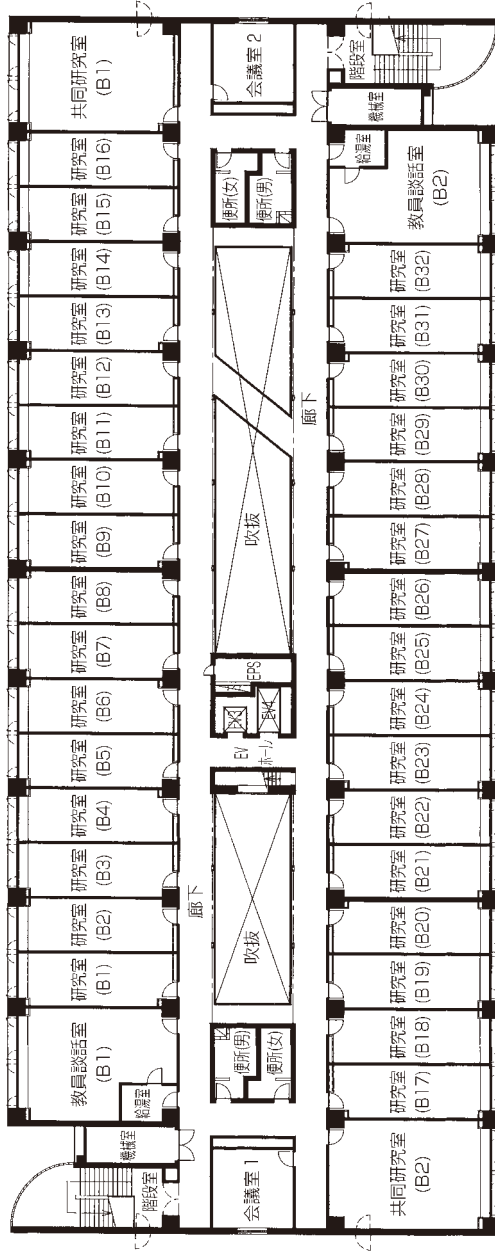 階段室
機械室
給湯室
教員談話室
(B1)
研究室
(B1)
研究室
(B2)
研究室
(B3)
研究室
(B4)
研究室
(B5)
研究室
(B6)
研究室
(B7)
研究室
(B8)
研究室
(B9)
研究室
(B10)
研究室
(B11)
研究室
(B12)
研究室
(B13)
研究室
(B14)
研究室
(B15)
研究室
(B16)
共同研究室
(B1)
会議室1
便所(男)
便所(女)
廊下
吹抜
EV
ホール
EV3
EV4
EPS
吹抜
廊下
便所(女)
便所(男)
会議室2
共同研究室
(B2)
研究室
(B17)
研究室
(B18)
研究室
(B19)
研究室
(B20)
研究室
(B21)
研究室
(B22)
研究室
(B23)
研究室
(B24)
研究室
(B25)
研究室
(B26)
研究室
(B27)
研究室
(B28)
研究室
(B29)
研究室
(B30)
研究室
(B31)
研究室
(B32)
教員談話室
(B2)
給湯室
機械室
階段室